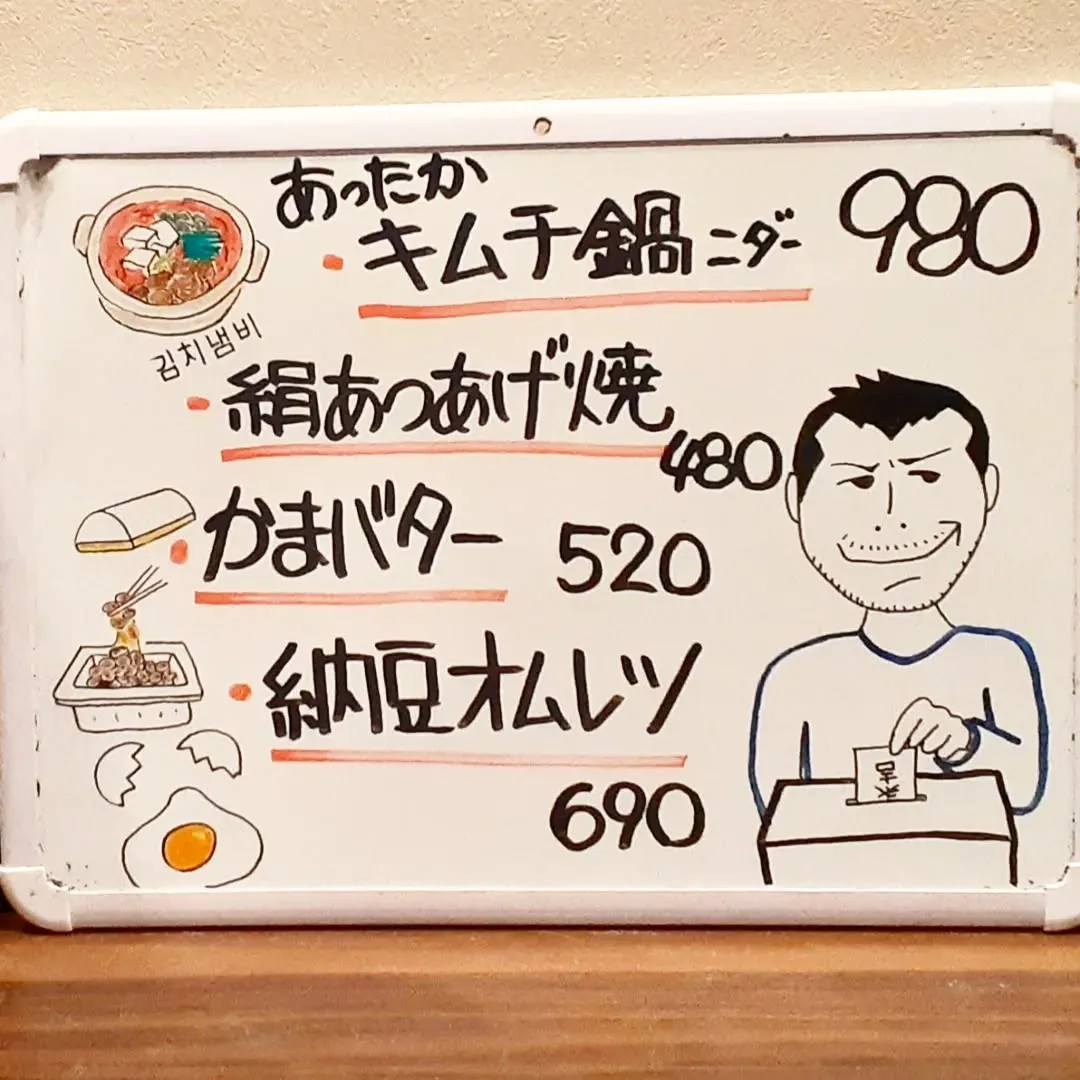 あったか
・キムチ鍋ニダー 980
김치냄비
・絹あつあげ焼
480
・かまバター 520
・納豆オムレツ
690